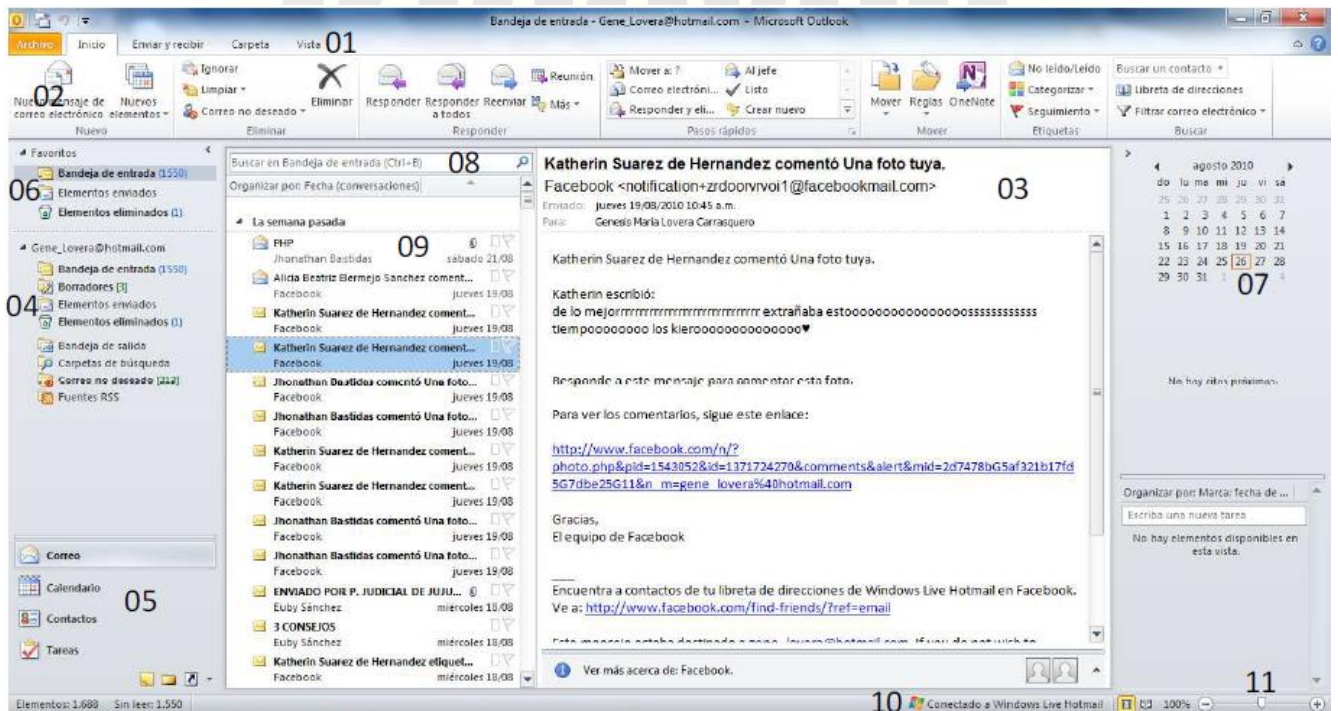 Bandeja de entrada - Gene_Lovera@hotmail.com - Microsoft Outlook
Archivo Inicio Enviar y recibir Carpeta Vista 01
02
Nuevo mensaje de correo electrónico
Nuevos elementos
Nuevo
Ignorar
Limpiar
Correo no deseado
Eliminar
Eliminar
Responder
Responder a todos
Reenviar
Reunión
Más
Responder
Mover a: ?
Correo electróni...
Responder y eli...
Al jefe
Listo
Crear nuevo
Pasos rápidos
Mover
Reglas
OneNote
Mover
No leído/Leído
Categorizar
Seguimiento
Etiquetas
Buscar un contacto
Libreta de direcciones
Filtrar correo electrónico
Buscar
Favoritos
Bandeja de entrada (1550)
06
Elementos enviados
Elementos eliminados (1)
Gene_Lovera@hotmail.com
Bandeja de entrada (1550)
Borradores [3]
04
Elementos enviados
Elementos eliminados (1)
Bandeja de salida
Carpetas de búsqueda
Correo no deseado [212]
Fuentes RSS
Correo
Calendario
05
Contactos
Tareas
Buscar en Bandeja de entrada (Ctrl+B) 08
Organizar por: Fecha (conversaciones)
La semana pasada
09
PHP
Jhonathan Bastidas sábado 21/08
Alicia Beatriz Bermejo Sanchez coment...
Facebook jueves 19/08
Katherin Suarez de Hernandez coment...
Facebook jueves 19/08
Katherin Suarez de Hernandez coment...
Facebook jueves 19/08
Jhonathan Bastidas comentó Una foto...
Facebook jueves 19/08
Jhonathan Bastidas comentó Una foto...
Facebook jueves 19/08
Katherin Suarez de Hernandez coment...
Facebook jueves 19/08
Katherin Suarez de Hernandez coment...
Facebook jueves 19/08
Jhonathan Bastidas comentó Una foto...
Facebook jueves 19/08
Jhonathan Bastidas comentó Una foto...
Facebook jueves 19/08
ENVIADO POR P. JUDICIAL DE JUJU...
Euby Sánchez miércoles 18/08
3 CONSEJOS
Euby Sánchez miércoles 18/08
Katherin Suarez de Hernandez etiquet...
Facebook miércoles 18/08
Katherin Suarez de Hernandez comentó Una foto tuya.
Facebook <notification+zrdoorvrvoi1@facebookmail.com>
03
Enviado: jueves 19/08/2010 10:45 a.m.
Para: Genesis Maria Lovera Carrasquero
Katherin Suarez de Hernandez comentó Una foto tuya.
Katherin escribió:
de lo mejorrrrrrrrrrrrrrrrrrrrrrrrrr extrañaba estoooooooooooooooooosssssssssss
tiempoooooooo los kieroooooooooooooo♥
Responde a este mensaje para comentar esta foto.
Para ver los comentarios, sigue este enlace:
http://www.facebook.com/n/?
photo.php&pid=1543052&id=1371724270&comments&alert&mid=2d7478bG5af321b17fd
5G7dbe25G11&n_m=gene_lovera%40hotmail.com
Gracias,
El equipo de Facebook
___
Encuentra a contactos de tu libreta de direcciones de Windows Live Hotmail en Facebook.
Ve a: http://www.facebook.com/find-friends/?ref=email
Este mensaje estaba destinado a gene_lovera@hotmail.com. If you do not wish to
Ver más acerca de: Facebook.
agosto 2010
do lu ma mi ju vi sá
25 26 27 28 29 30 31
1 2 3 4 5 6 7
8 9 10 11 12 13 14
15 16 17 18 19 20 21
22 23 24 25 26 27 28
29 30 31 1 4
07
No hay citas próximas.
Organizar por: Marca: fecha de ...
Escriba una nueva tarea
No hay elementos disponibles en
esta vista.
11
Elementos: 1.688 Sin leer: 1.550
10 Conectado a Windows Live Hotmail 100%